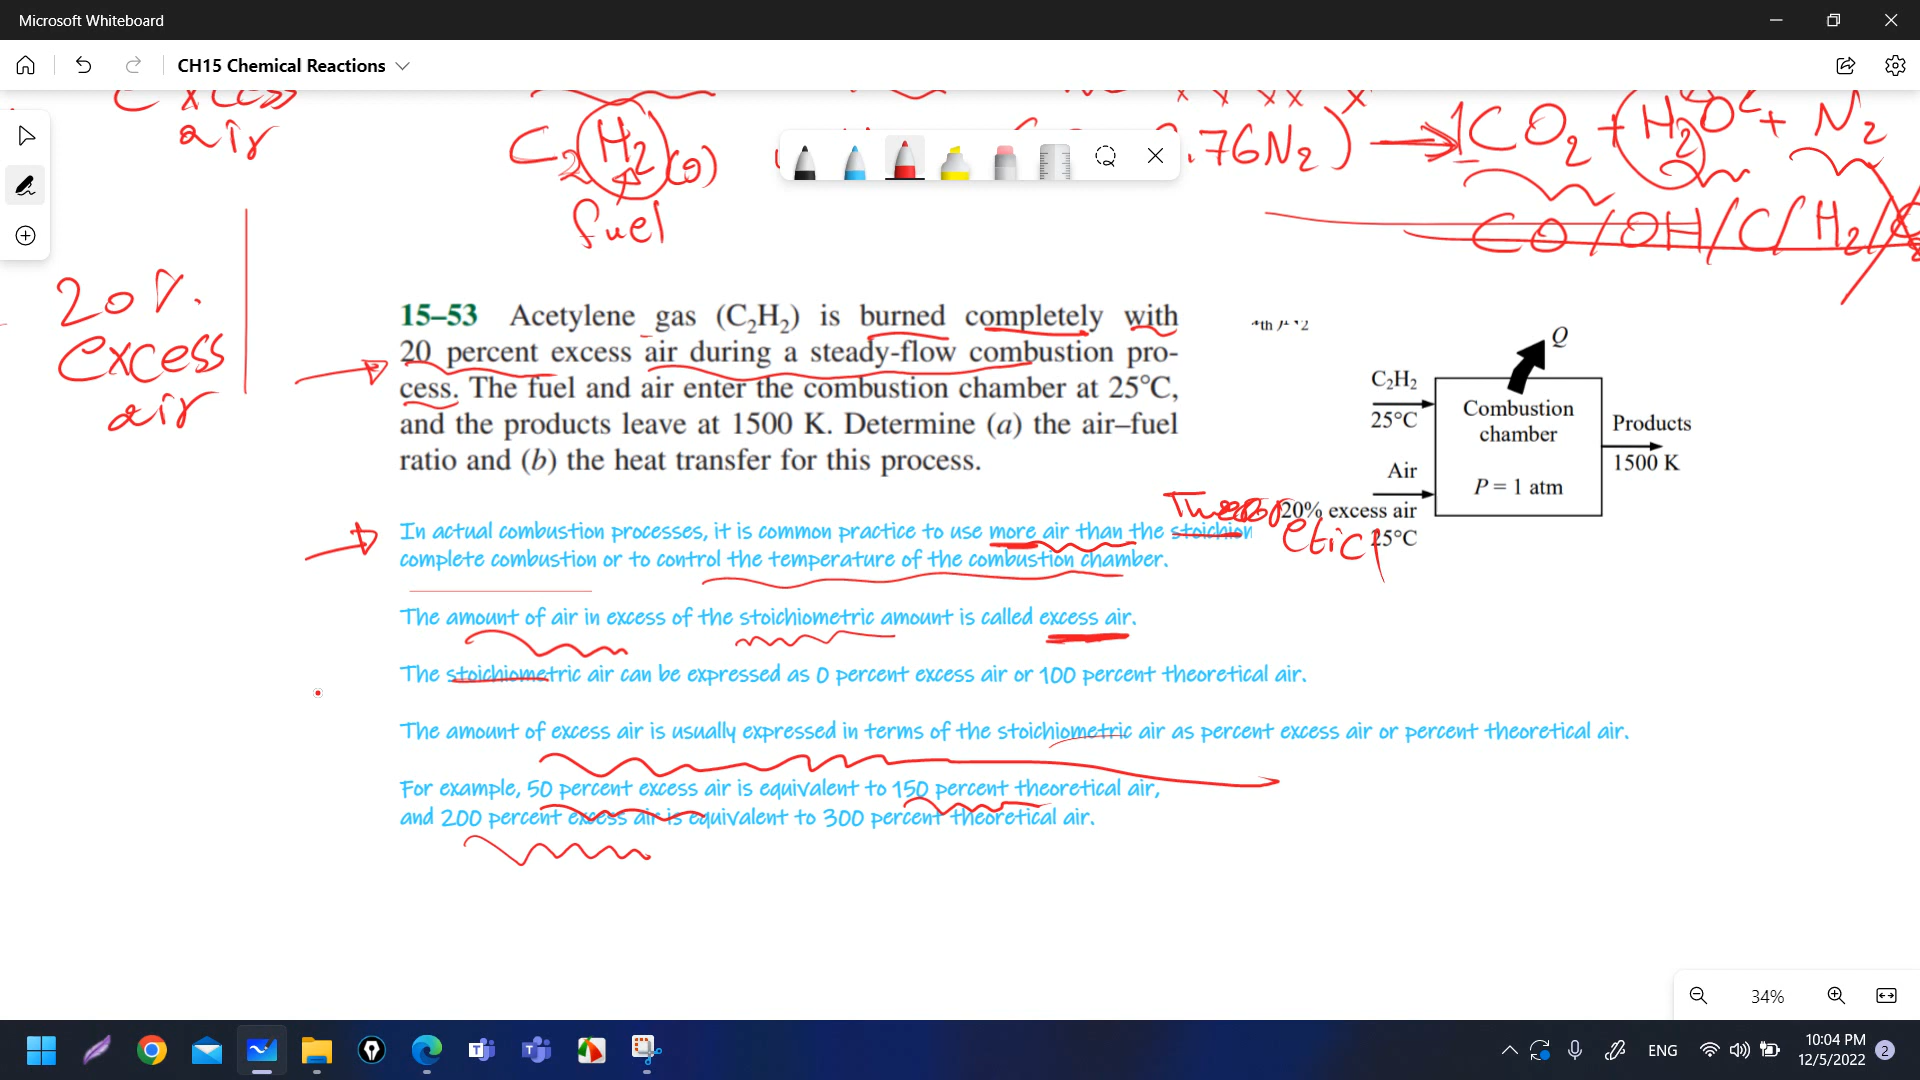 Microsoft Whiteboard
CH15 Chemical Reactions
excess
air
C2H2(g)
fuel
.76N2) → 1CO2 + H2O + N2
CO/OH/C/H2/
20%
excess
air
15–53 Acetylene gas (C₂H₂) is burned completely with
20 percent excess air during a steady-flow combustion pro-
cess. The fuel and air enter the combustion chamber at 25°C,
and the products leave at 1500 K. Determine (a) the air–fuel
ratio and (b) the heat transfer for this process.
Q
C₂H₂
25°C
Combustion
chamber
P = 1 atm
Products
1500 K
Air
20% excess air
25°C
Theoretical
In actual combustion processes, it is common practice to use more air than the stoichion
complete combustion or to control the temperature of the combustion chamber.
The amount of air in excess of the stoichiometric amount is called excess air.
The stoichiometric air can be expressed as 0 percent excess air or 100 percent theoretical air.
The amount of excess air is usually expressed in terms of the stoichiometric air as percent excess air or percent theoretical air.
For example, 50 percent excess air is equivalent to 150 percent theoretical air,
and 200 percent excess air is equivalent to 300 percent theoretical air.
34%
ENG
10:04 PM
12/5/2022
2